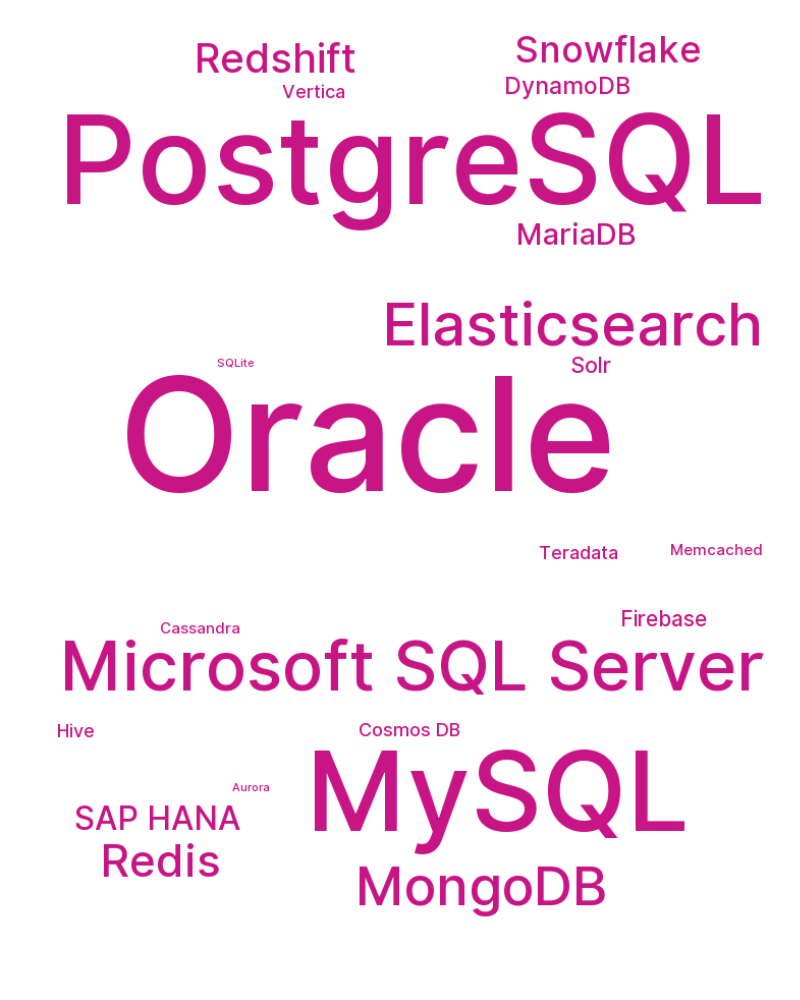 Redshift
Snowflake
Vertica
DynamoDB
PostgreSQL
MariaDB
Elasticsearch
SQLite
Solr
Oracle
Teradata
Memcached
Cassandra
Firebase
Microsoft SQL Server
Hive
Cosmos DB
Aurora
MySQL
SAP HANA
Redis
MongoDB